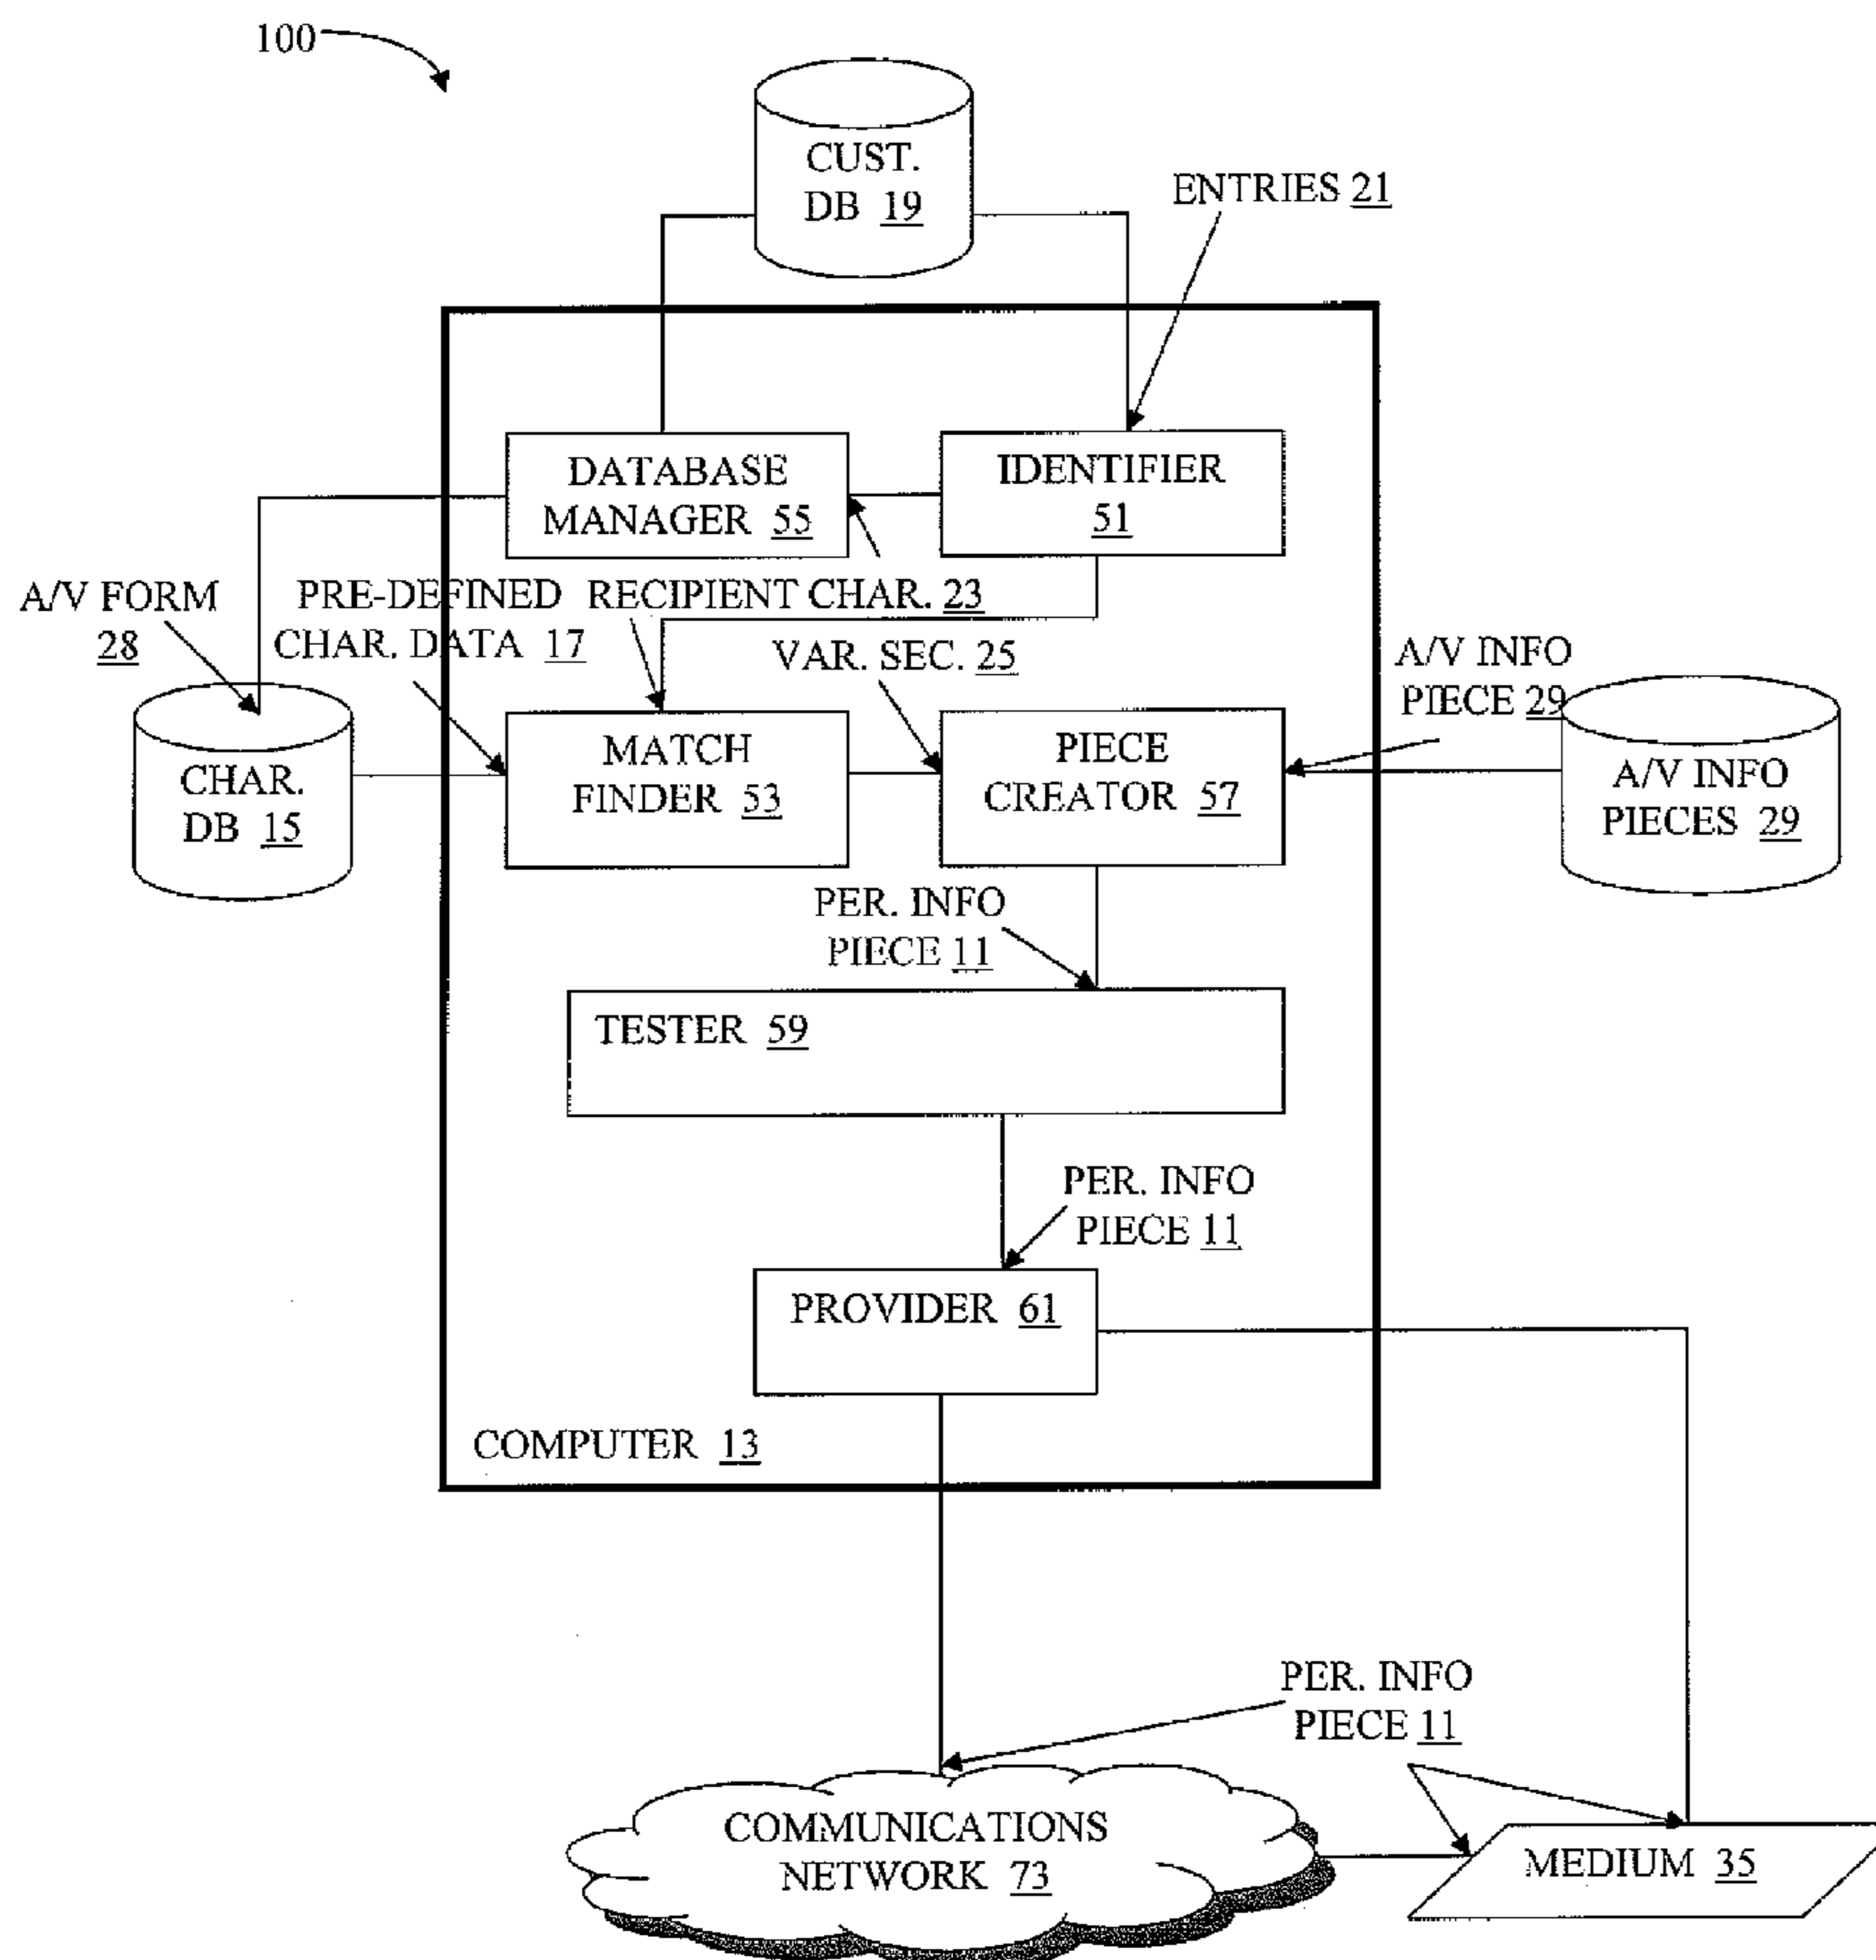 100
CUST.
DB 19
ENTRIES 21
DATABASE
MANAGER 55
IDENTIFIER
51
A/V FORM
28
PRE-DEFINED
CHAR. DATA 17
RECIPIENT CHAR. 23
VAR. SEC. 25
A/V INFO
PIECE 29
CHAR.
DB 15
MATCH
FINDER 53
PIECE
CREATOR 57
A/V INFO
PIECES 29
PER. INFO
PIECE 11
TESTER 59
PER. INFO
PIECE 11
PROVIDER 61
COMPUTER 13
PER. INFO
PIECE 11
COMMUNICATIONS
NETWORK 73
MEDIUM 35